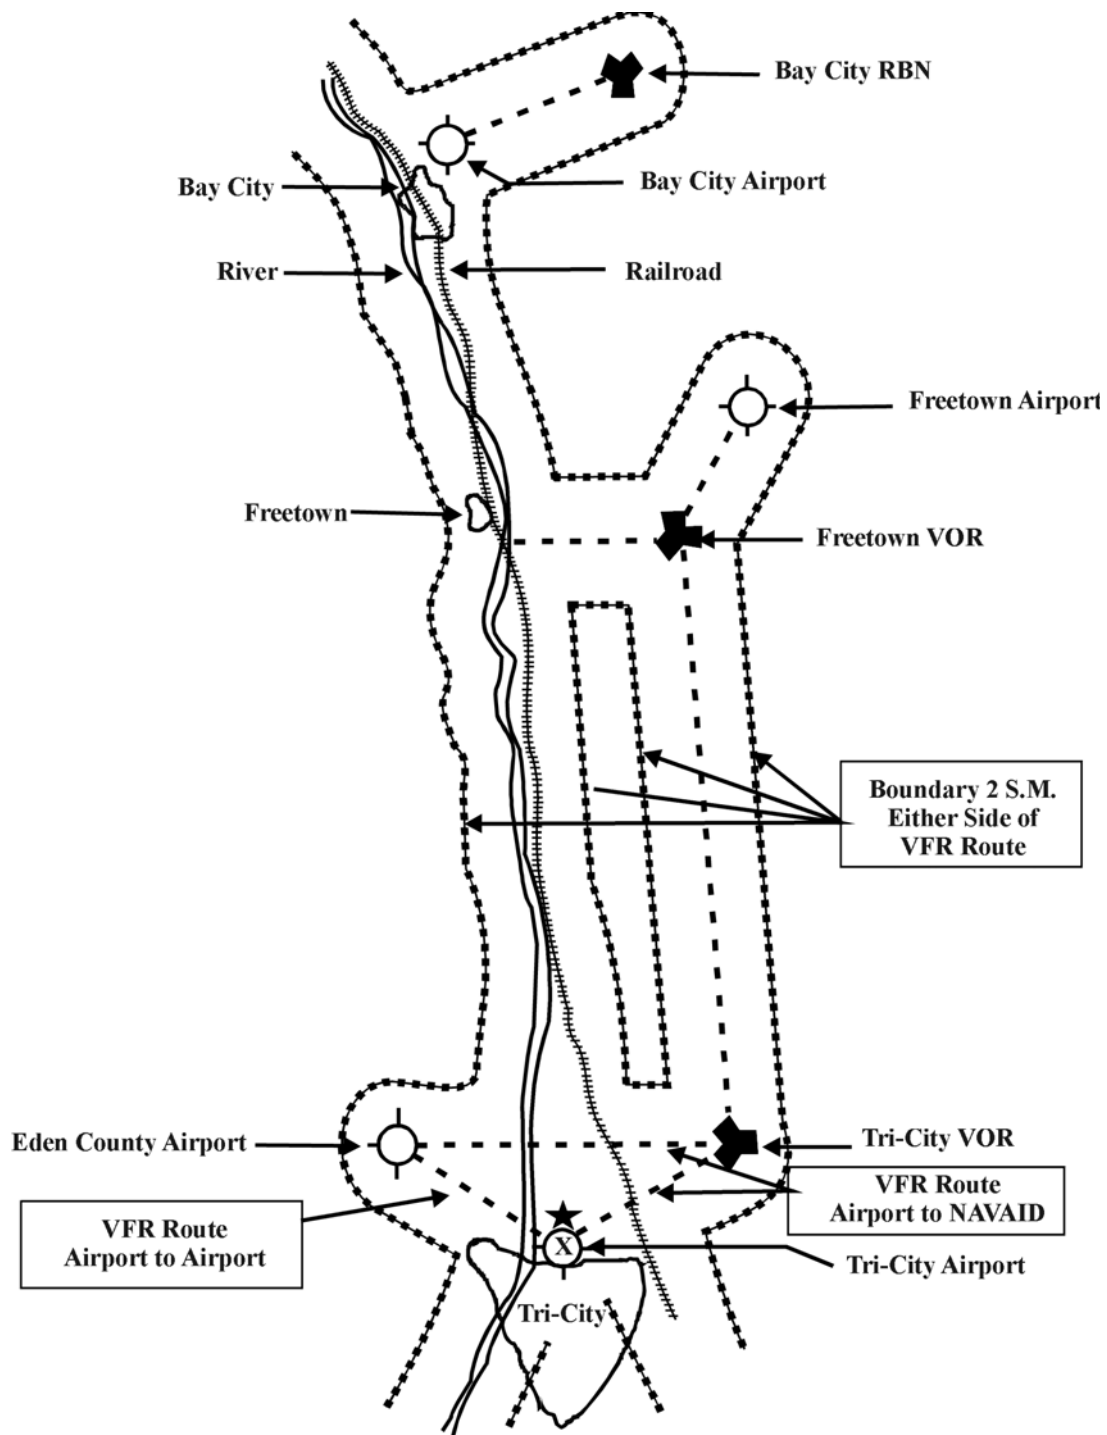 Bay City RBN
Bay City
Bay City Airport
River
Railroad
Freetown Airport
Freetown
Freetown VOR
Boundary 2 S.M.
Either Side of
VFR Route
Eden County Airport
Tri-City VOR
VFR Route
Airport to NAVAID
VFR Route
Airport to Airport
X
Tri-City Airport
Tri-City